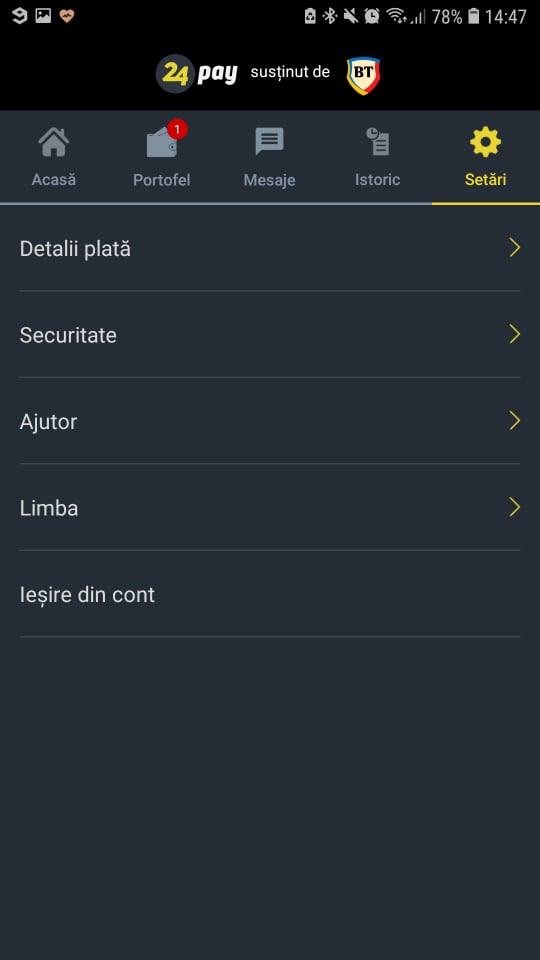 78% 14:47
24 pay susținut de BT
1
Acasă Portofel Mesaje Istoric Setări
Detalii plată
Securitate
Ajutor
Limba
Ieșire din cont